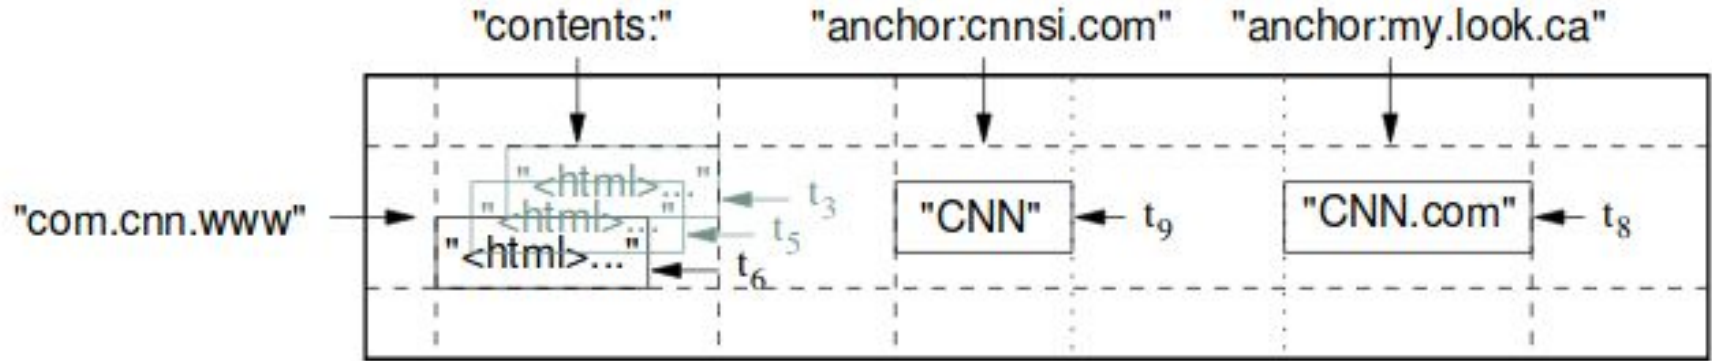 "contents:" "anchor:cnnsi.com" "anchor:my.look.ca"
"<html>..." t3
"com.cnn.www" "<html>..." t5 "CNN" t9 "CNN.com" t8
"<html>..." t6